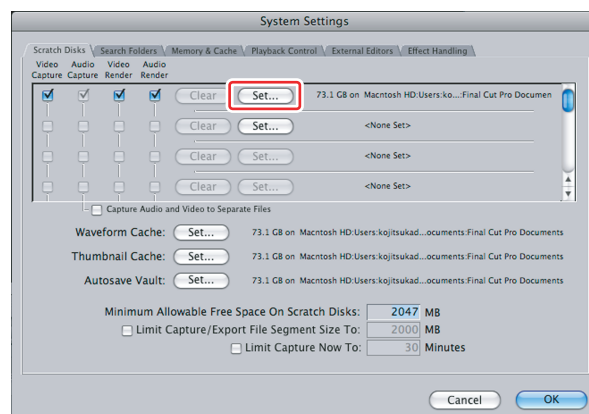 System Settings
Scratch Disks Search Folders Memory & Cache Playback Control External Editors Effect Handling
Video Audio Video Audio
Capture Capture Render Render
Clear Set... 73.1 GB on Macntosh HD:Users:ko...:Final Cut Pro Documen
Set... <None Set>
Clear Set... <None Set>
Clear Set... <None Set>
Capture Audio and Video to Separate Files
Waveform Cache: Set... 73.1 GB on Macntosh HD:Users:kojitsukad...ocuments:Final Cut Pro Documents
Thumbnail Cache: Set... 73.1 GB on Macntosh HD:Users:kojitsukad...ocuments:Final Cut Pro Documents
Autosave Vault: Set... 73.1 GB on Macntosh HD:Users:kojitsukad...ocuments:Final Cut Pro Documents
Minimum Allowable Free Space On Scratch Disks: 2047 MB
Limit Capture/Export File Segment Size To: 2000 MB
Limit Capture Now To: 30 Minutes
Cancel OK